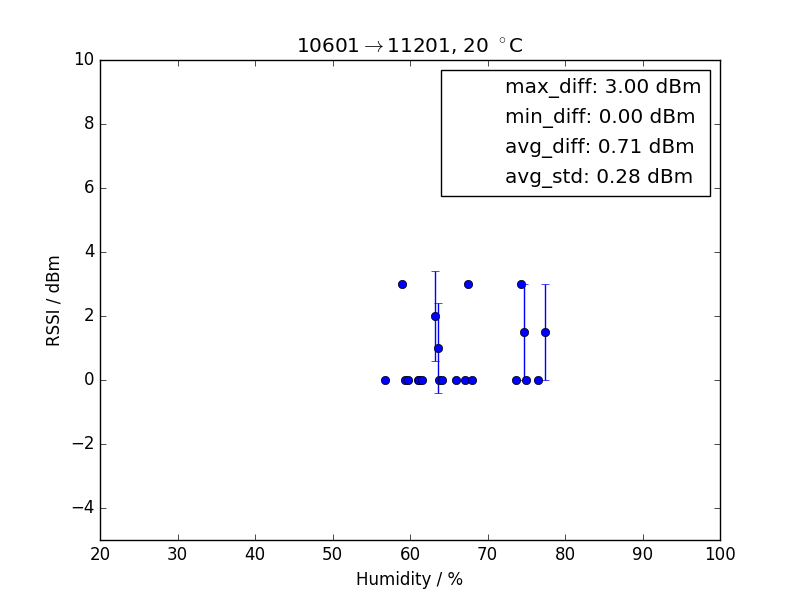 10601→11201, 20 °C
max_diff: 3.00 dBm
min_diff: 0.00 dBm
avg_diff: 0.71 dBm
avg_std: 0.28 dBm
RSSI / dBm
10
8
6
4
2
0
−2
−4
20 30 40 50 60 70 80 90 100
Humidity / %